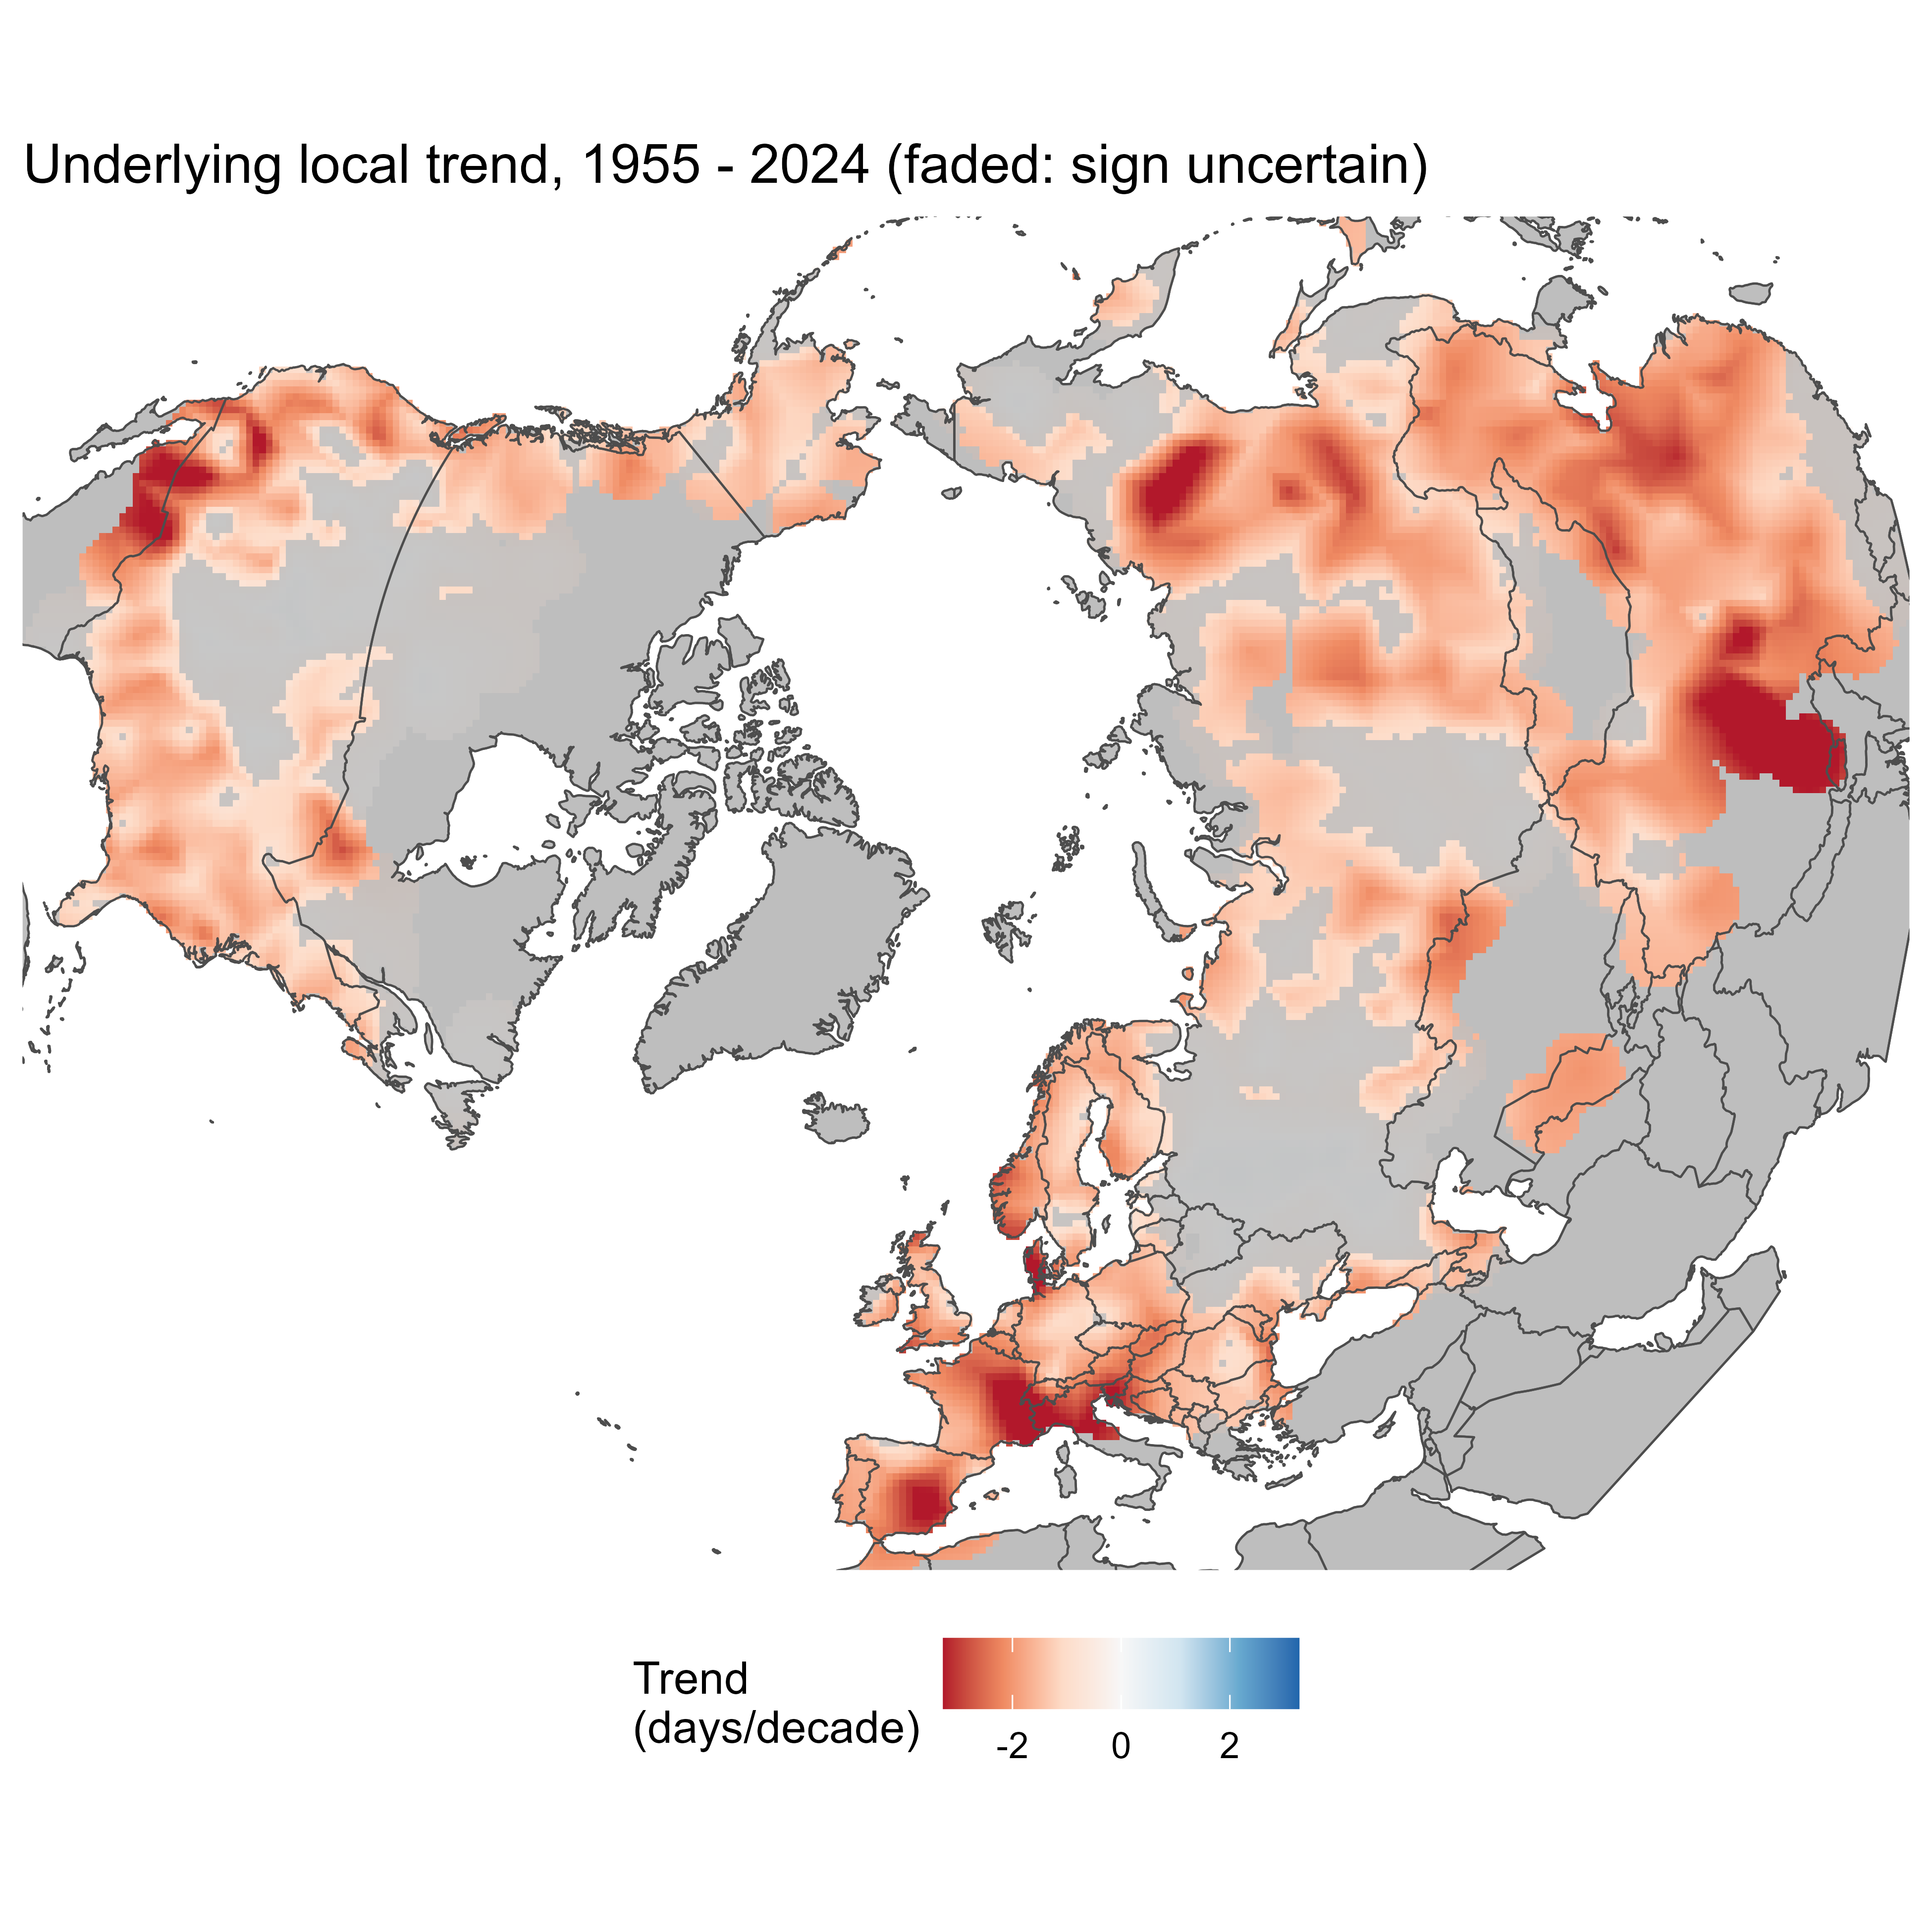 Underlying local trend, 1955 - 2024 (faded: sign uncertain)
Trend
(days/decade)
-2 0 2